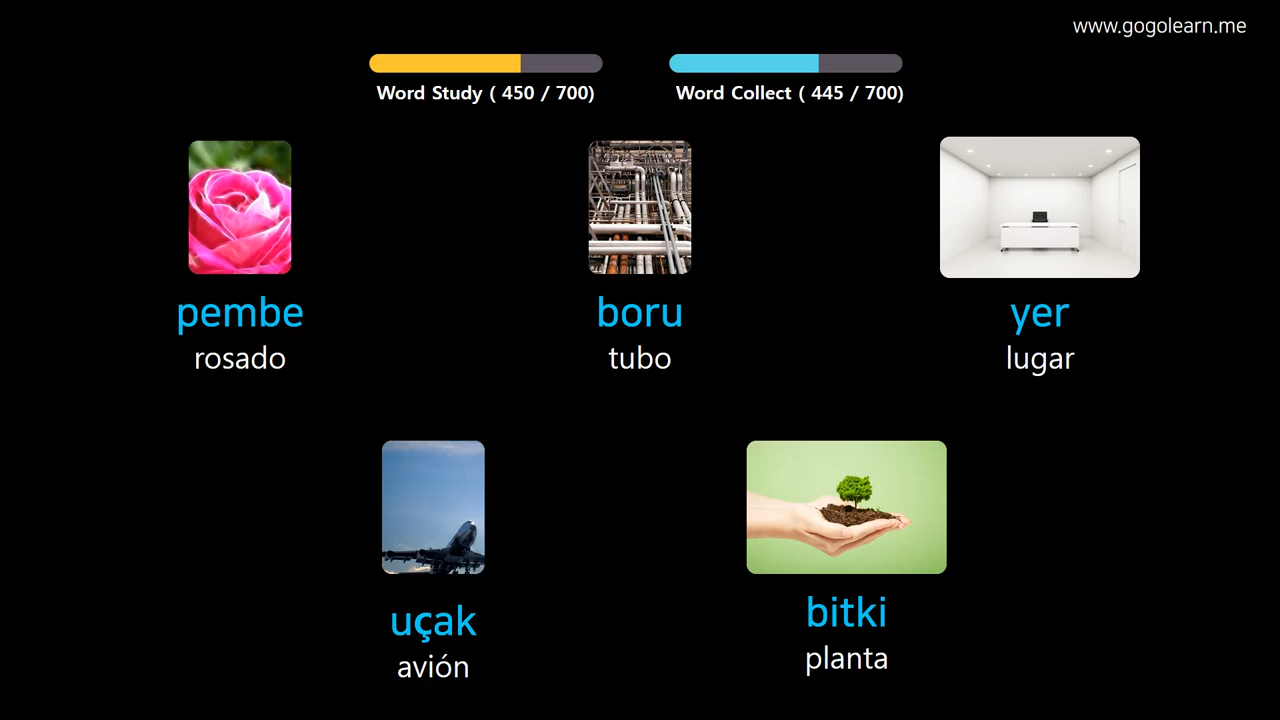 www.gogolearn.me
Word Study ( 450 / 700)
Word Collect ( 445 / 700)
pembe
rosado
boru
tubo
yer
lugar
uçak
avión
bitki
planta